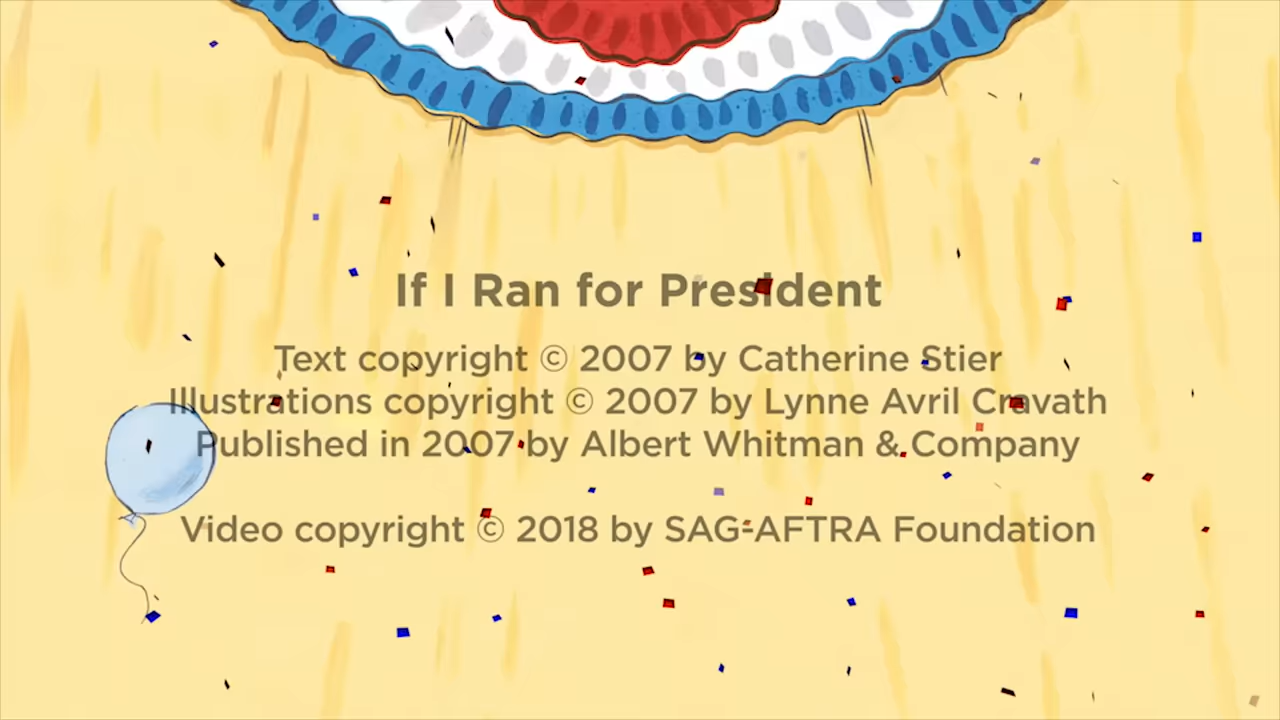 If I Ran for President
Text copyright © 2007 by Catherine Stier
Illustrations copyright © 2007 by Lynne Avril Cravath
Published in 2007 by Albert Whitman & Company
Video copyright © 2018 by SAG-AFTRA Foundation